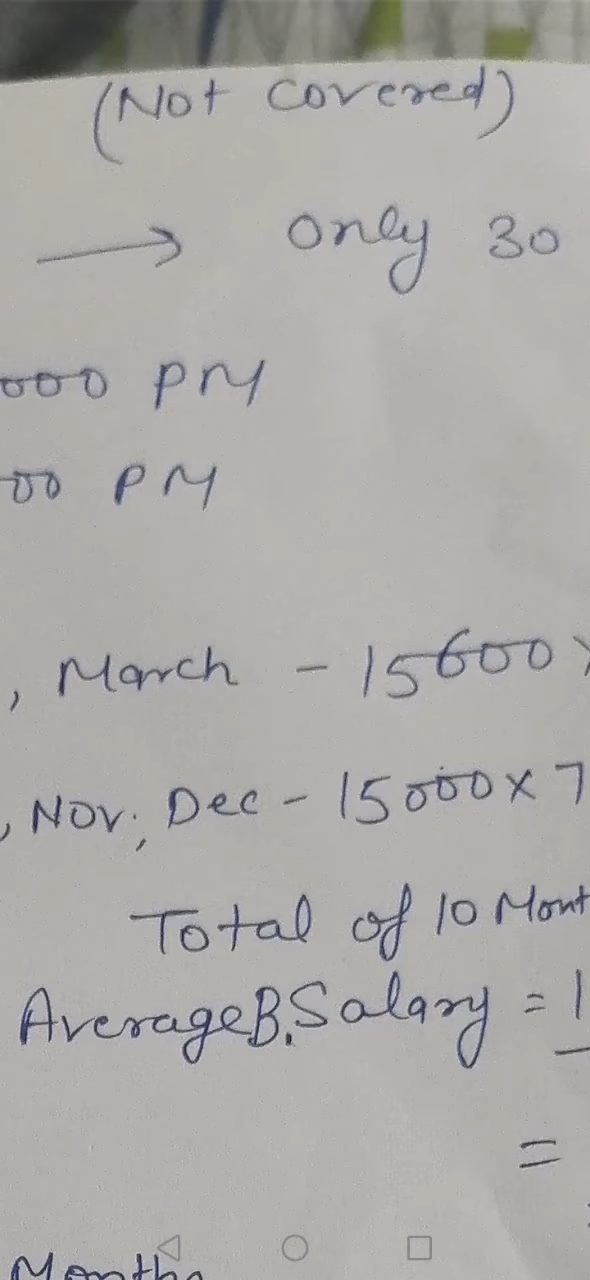 (Not covered)
→ only 30
000 PM
00 PM
, March - 15600 x
, Nov, Dec - 15000 x 7
Total of 10 Mont
Average B. Salary = 1
=
Months